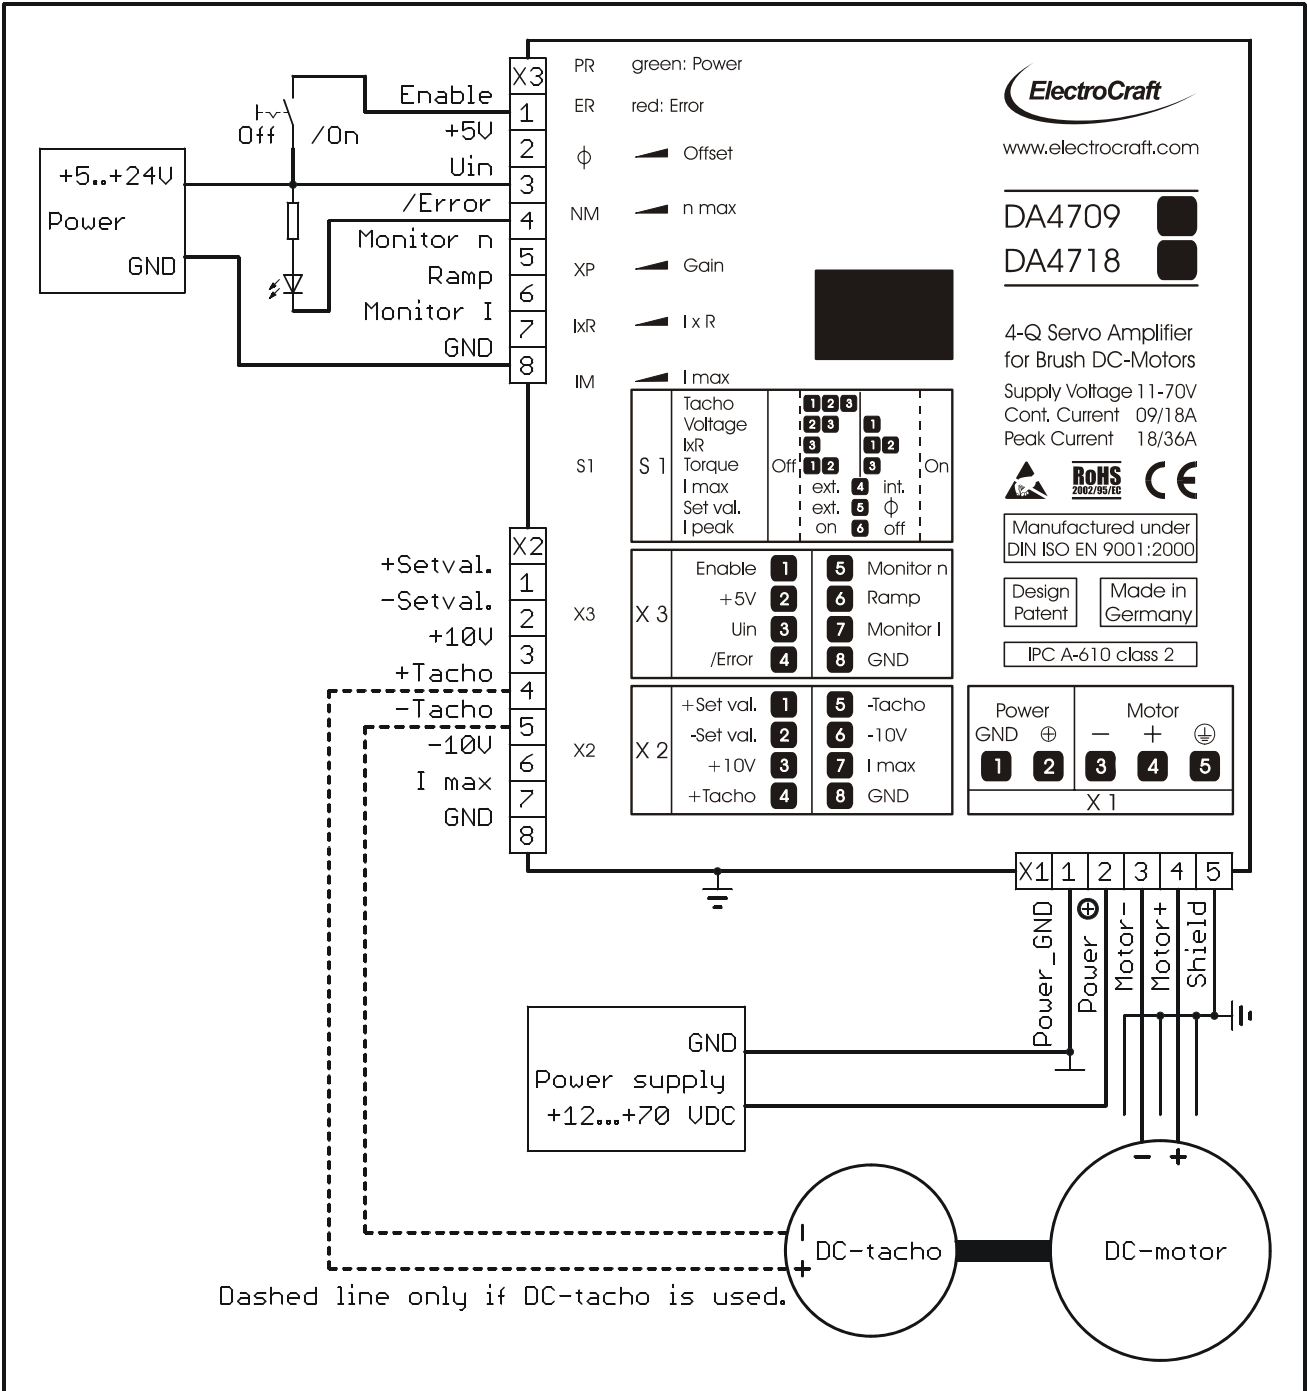 X3
Enable
1
+5V
2
Uin
3
/Error
4
Monitor n
5
Ramp
6
Monitor I
7
GND
8
Off /On
+5..+24V
Power
GND
PR green: Power
ER red: Error
ϕ Offset
NM n max
XP Gain
IxR I x R
IM I max
S1
S 1
Tacho 1 2 3
Voltage 2 3 1
IxR 3 1 2
Torque Off 1 2 3 On
I max ext. 4 int.
Set val. ext. 5 ϕ
I peak on 6 off
X3
X 3
Enable 1 5 Monitor n
+5V 2 6 Ramp
Uin 3 7 Monitor I
/Error 4 8 GND
X2
X 2
+Set val. 1 5 -Tacho
-Set val. 2 6 -10V
+10V 3 7 I max
+Tacho 4 8 GND
ElectroCraft
www.electrocraft.com
DA4709
DA4718
4-Q Servo Amplifier
for Brush DC-Motors
Supply Voltage 11-70V
Cont. Current 09/18A
Peak Current 18/36A
RoHS
2002/95/EC
CE
Manufactured under
DIN ISO EN 9001:2000
Design
Patent
Made in
Germany
IPC A-610 class 2
Power Motor
GND ⊕ – +
1 2 3 4 5
X 1
X2
+Setval.
1
-Setval.
2
+10V
3
+Tacho
4
-Tacho
5
-10V
6
I max
7
GND
8
X1 1 2 3 4 5
Power_GND
Power ⊕
Motor-
Motor+
Shield
GND
Power supply
+12...+70 VDC
- +
DC-motor
DC-tacho
-
+
Dashed line only if DC-tacho is used.